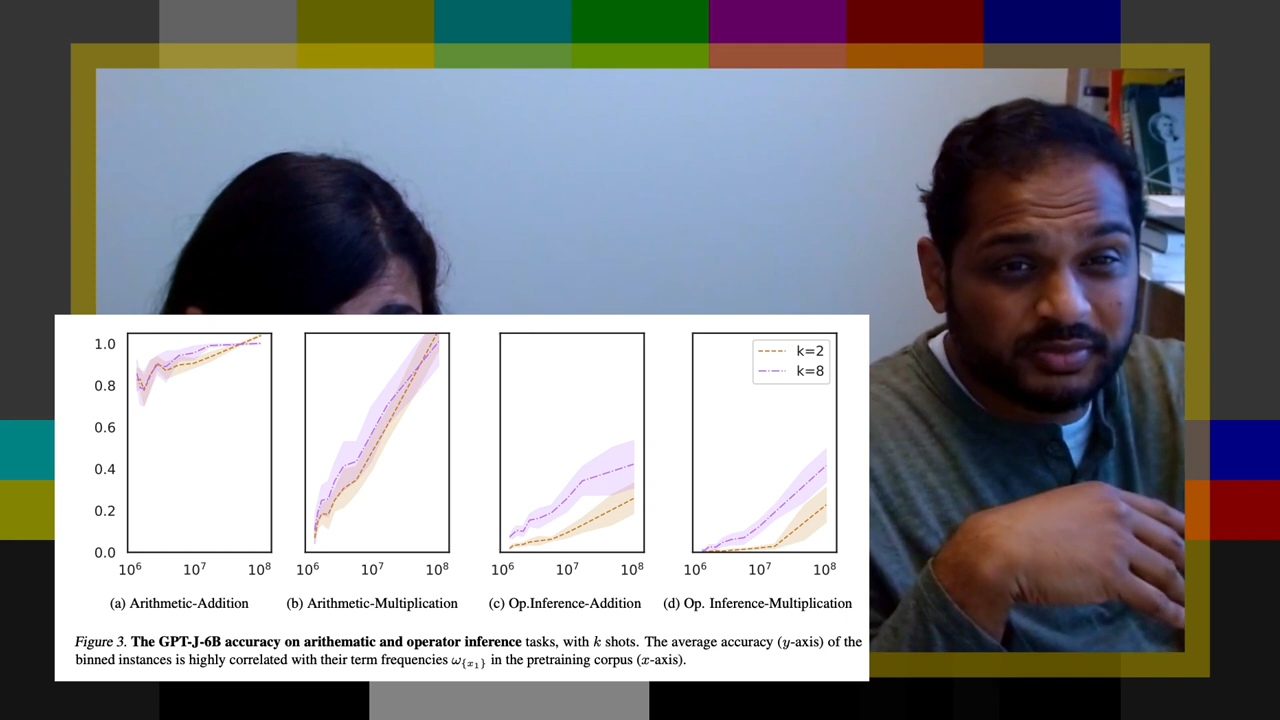 1.0
0.8
0.6
0.4
0.2
0.0
k=2
k=8
10⁶ 10⁷ 10⁸ 10⁶ 10⁷ 10⁸ 10⁶ 10⁷ 10⁸ 10⁶ 10⁷ 10⁸
(a) Arithmetic-Addition (b) Arithmetic-Multiplication (c) Op.Inference-Addition (d) Op. Inference-Multiplication
Figure 3. The GPT-J-6B accuracy on arithematic and operator inference tasks, with k shots. The average accuracy (y-axis) of the
binned instances is highly correlated with their term frequencies ω{x₁} in the pretraining corpus (x-axis).